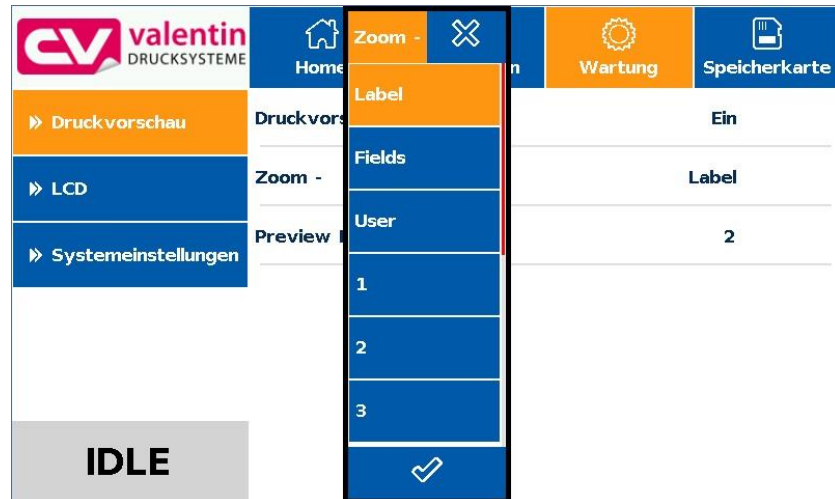 valentin
DRUCKSYSTEME
Home
Zoom -
n
Wartung
Speicherkarte
Druckvorschau
LCD
Systemeinstellungen
IDLE
Druckvors
Ein
Zoom -
Label
Preview
2
Label
Fields
User
1
2
3